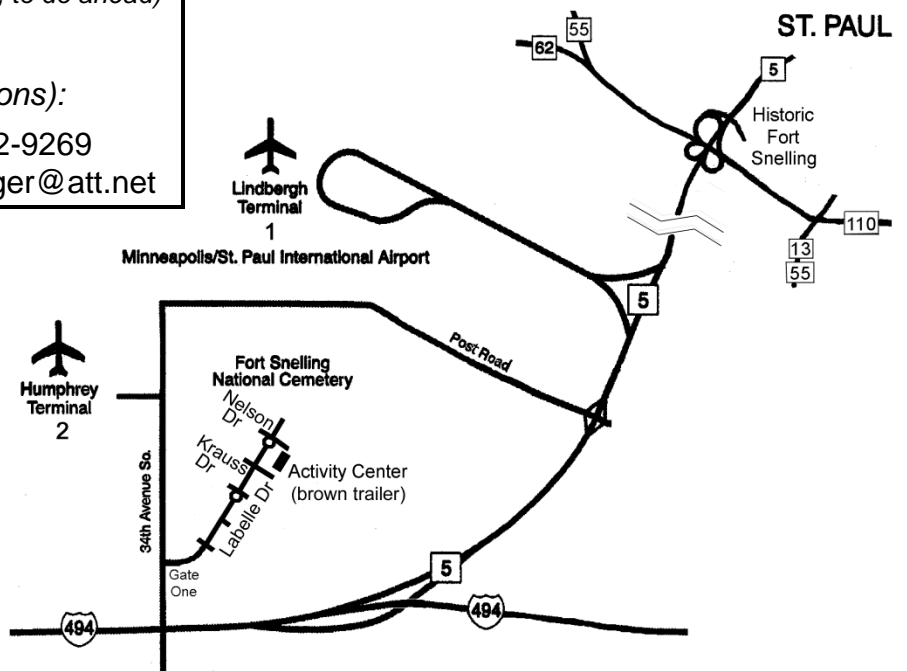 to do ahead)
ons):
2-9269
ger@att.net
ST. PAUL
55
62
5
Historic
Fort
Snelling
110
13
55
Lindbergh
Terminal
1
Minneapolis/St. Paul International Airport
5
Post Road
Humphrey
Terminal
2
Fort Snelling
National Cemetery
Nelson
Dr
Krauss
Dr
Labelle Dr
Activity Center
(brown trailer)
34th Avenue So.
Gate
One
5
494
494